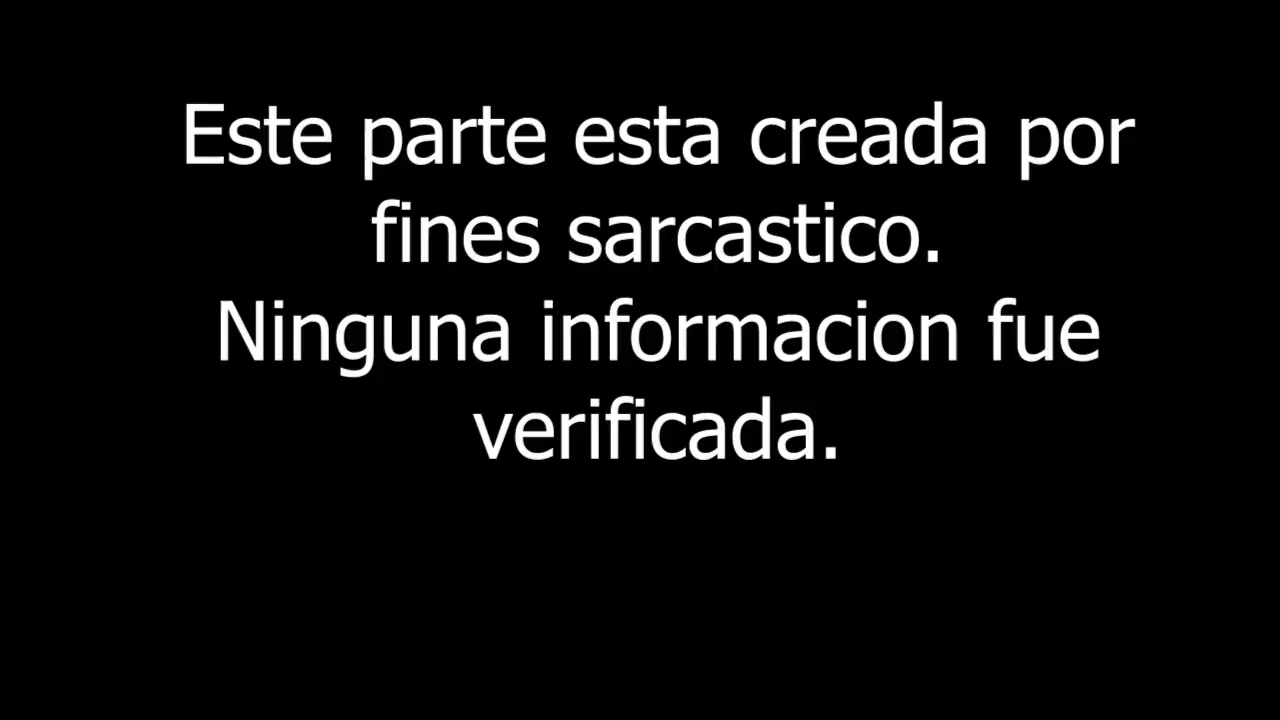 Este parte esta creada por
fines sarcastico.
Ninguna informacion fue
verificada.